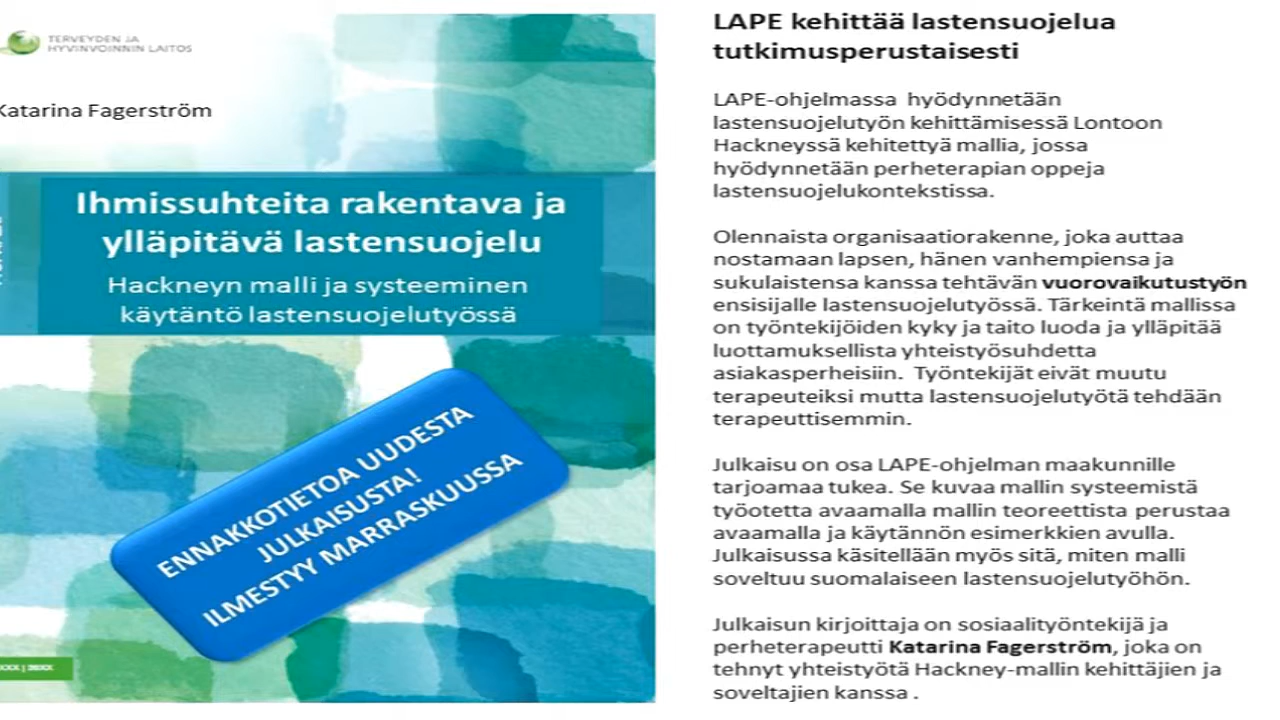 TERVEYDEN JA
HYVINVOINNIN LAITOS
Katarina Fagerström
Ihmissuhteita rakentava ja
ylläpitävä lastensuojelu
Hackneyn malli ja systeeminen
käytäntö lastensuojelutyössä
ENNAKKOTIETOA UUDESTA
JULKAISUSTA!
ILMESTYY MARRASKUUSSA
LAPE kehittää lastensuojelua
tutkimusperustaisesti
LAPE-ohjelmassa hyödynnetään
lastensuojelutyön kehittämisessä Lontoon
Hackneyssä kehitettyä mallia, jossa
hyödynnetään perheterapian oppeja
lastensuojelukontekstissa.
Olennaista organisaatiorakenne, joka auttaa
nostamaan lapsen, hänen vanhempiensa ja
sukulaistensa kanssa tehtävän vuorovaikutustyön
ensisijalle lastensuojelutyössä. Tärkeintä mallissa
on työntekijöiden kyky ja taito luoda ja ylläpitää
luottamuksellista yhteistyösuhdetta
asiakasperheisiin. Työntekijät eivät muutu
terapeuteiksi mutta lastensuojelutyötä tehdään
terapeuttisemmin.
Julkaisu on osa LAPE-ohjelman maakunnille
tarjoamaa tukea. Se kuvaa mallin systeemistä
työotetta avaamalla mallin teoreettista perustaa
avaamalla ja käytännön esimerkkien avulla.
Julkaisussa käsitellään myös sitä, miten malli
soveltuu suomalaiseen lastensuojelutyöhön.
Julkaisun kirjoittaja on sosiaalityöntekijä ja
perheterapeutti Katarina Fagerström, joka on
tehnyt yhteistyötä Hackney-mallin kehittäjien ja
soveltajien kanssa .